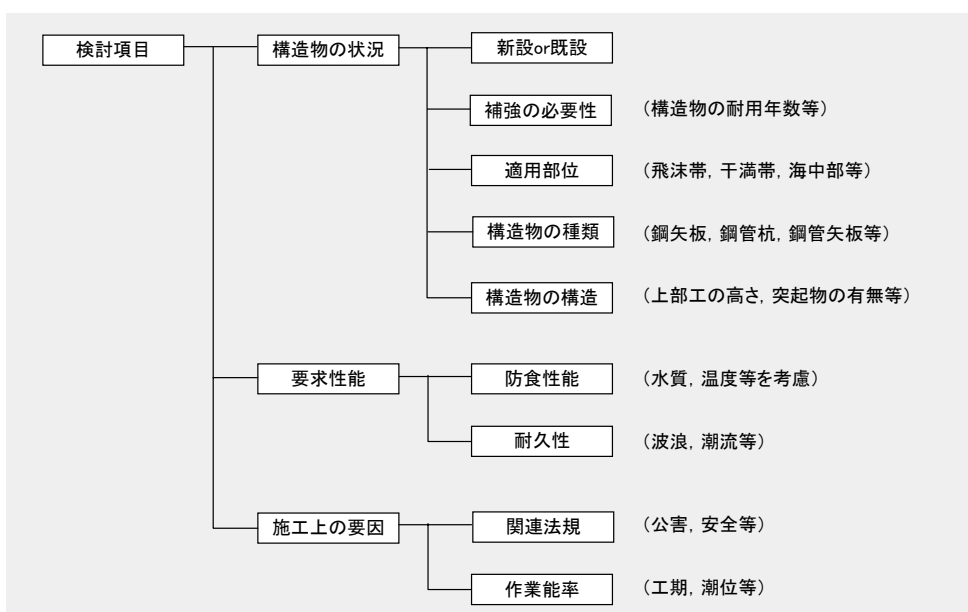 検討項目
構造物の状況
新設or既設
補強の必要性 （構造物の耐用年数等）
適用部位 （飛沫帯, 干満帯, 海中部等）
構造物の種類 （鋼矢板, 鋼管杭, 鋼管矢板等）
構造物の構造 （上部工の高さ, 突起物の有無等）
要求性能
防食性能 （水質, 温度等を考慮）
耐久性 （波浪, 潮流等）
施工上の要因
関連法規 （公害, 安全等）
作業能率 （工期, 潮位等）